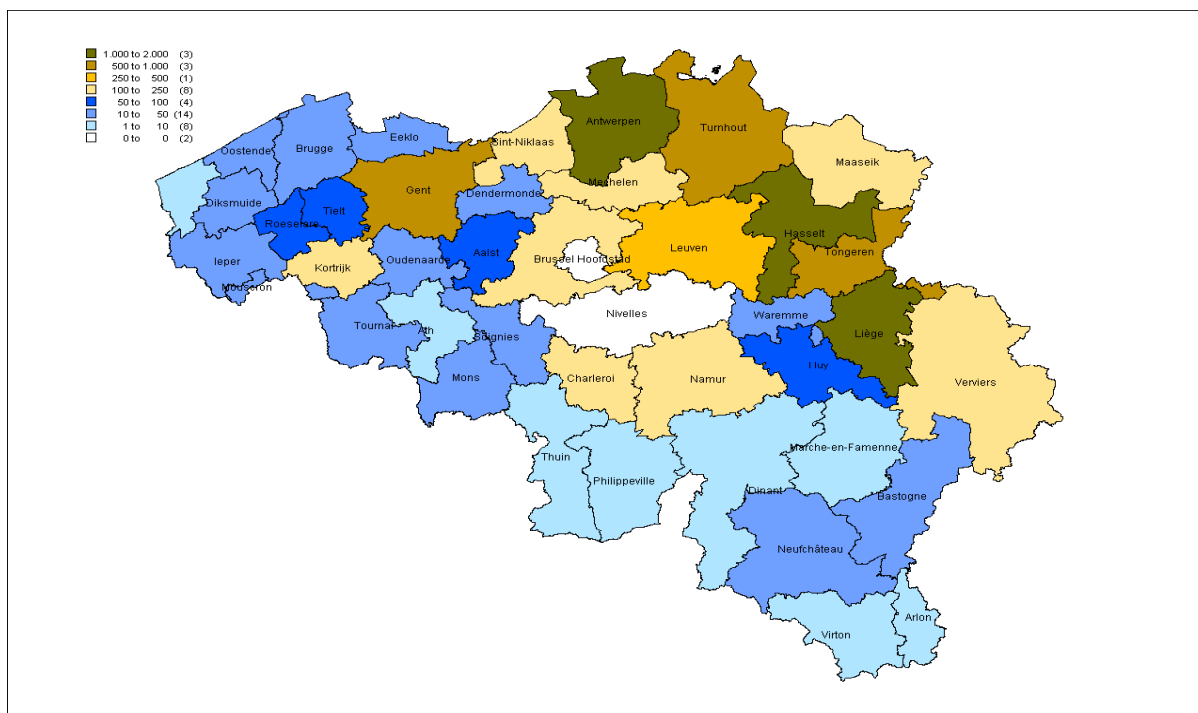 1.000 to 2.000 (3)
500 to 1.000 (3)
250 to 500 (1)
100 to 250 (8)
50 to 100 (4)
10 to 50 (14)
1 to 10 (8)
0 to 0 (2)
Antwerpen
Turnhout
Eeklo
Sint-Niklaas
Brugge
Oostende
Maaseik
Mechelen
Gent
Dendermonde
Diksmuide
Tielt
Roeselare
Hasselt
Leuven
Aalst
Tongeren
Brussel Hoofdstad
Ieper
Oudenaarde
Kortrijk
Mouscron
Nivelles
Waremme
Tournai
Ath
Soignies
Liège
Huy
Mons
Charleroi
Namur
Verviers
Marche-en-Famenne
Thuin
Philippeville
Dinant
Bastogne
Neufchâteau
Arlon
Virton